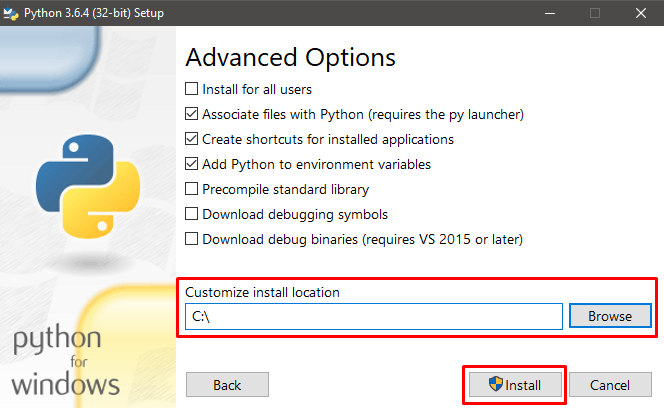 Python 3.6.4 (32-bit) Setup
Advanced Options
Install for all users
Associate files with Python (requires the py launcher)
Create shortcuts for installed applications
Add Python to environment variables
Precompile standard library
Download debugging symbols
Download debug binaries (requires VS 2015 or later)
Customize install location
C:\
Browse
python
for
windows
Back
Install
Cancel